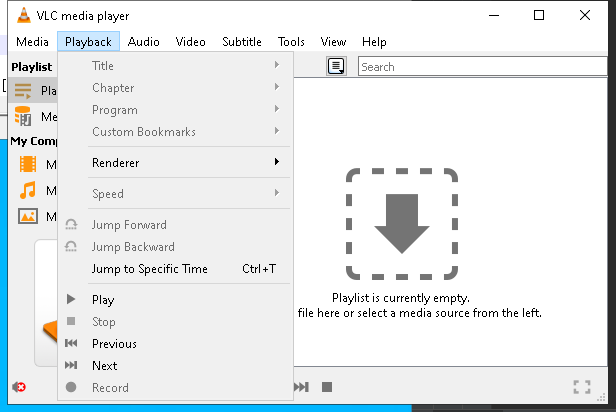 VLC media player
Media Playback Audio Video Subtitle Tools View Help
Playlist
Search
Title
Chapter
Program
Custom Bookmarks
My Comp
Renderer
Speed
Jump Forward
Jump Backward
Jump to Specific Time Ctrl+T
Play
Stop
Previous
Next
Record
Playlist is currently empty.
file here or select a media source from the left.